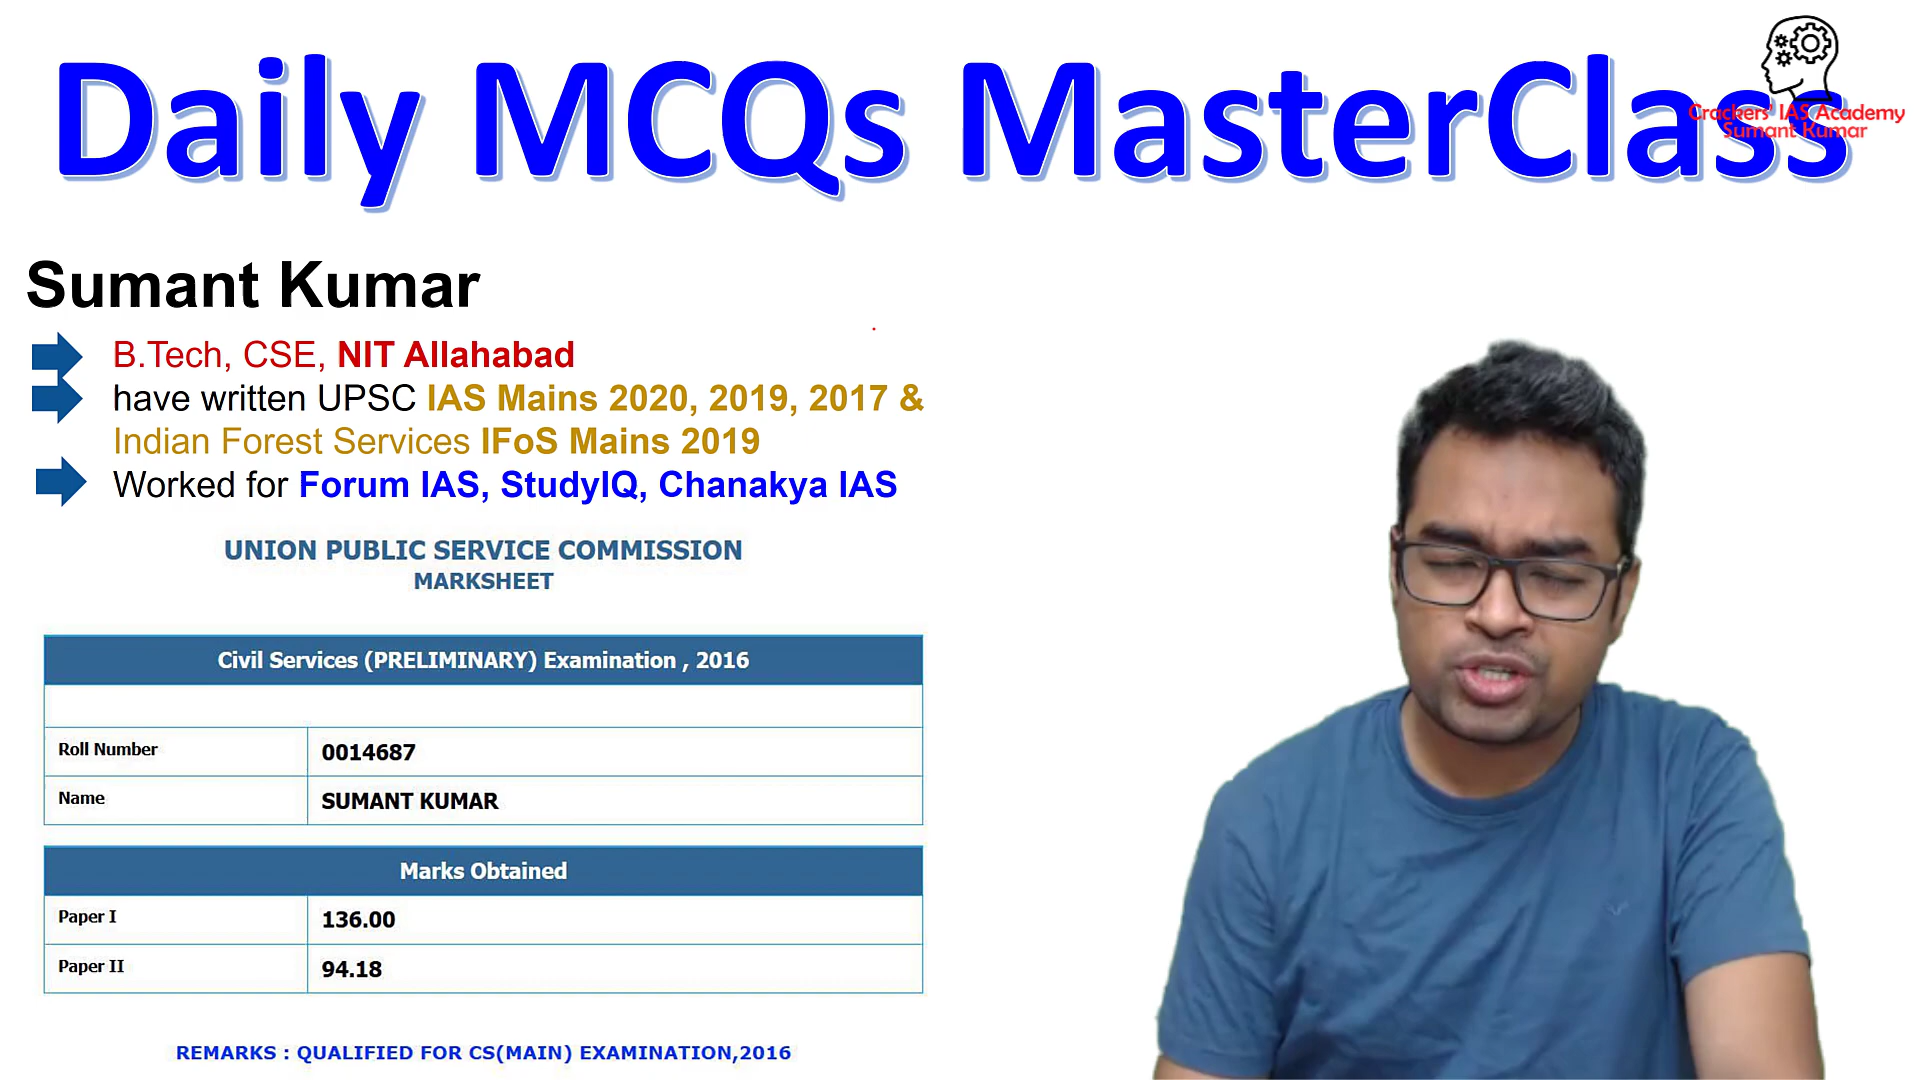 Daily MCQs MasterClass
Crackers' IAS Academy
Sumant Kumar
Sumant Kumar
B.Tech, CSE, NIT Allahabad
have written UPSC IAS Mains 2020, 2019, 2017 &
Indian Forest Services IFoS Mains 2019
Worked for Forum IAS, StudyIQ, Chanakya IAS
UNION PUBLIC SERVICE COMMISSION
MARKSHEET
Civil Services (PRELIMINARY) Examination , 2016
Roll Number 0014687
Name SUMANT KUMAR
Marks Obtained
Paper I 136.00
Paper II 94.18
REMARKS : QUALIFIED FOR CS(MAIN) EXAMINATION,2016